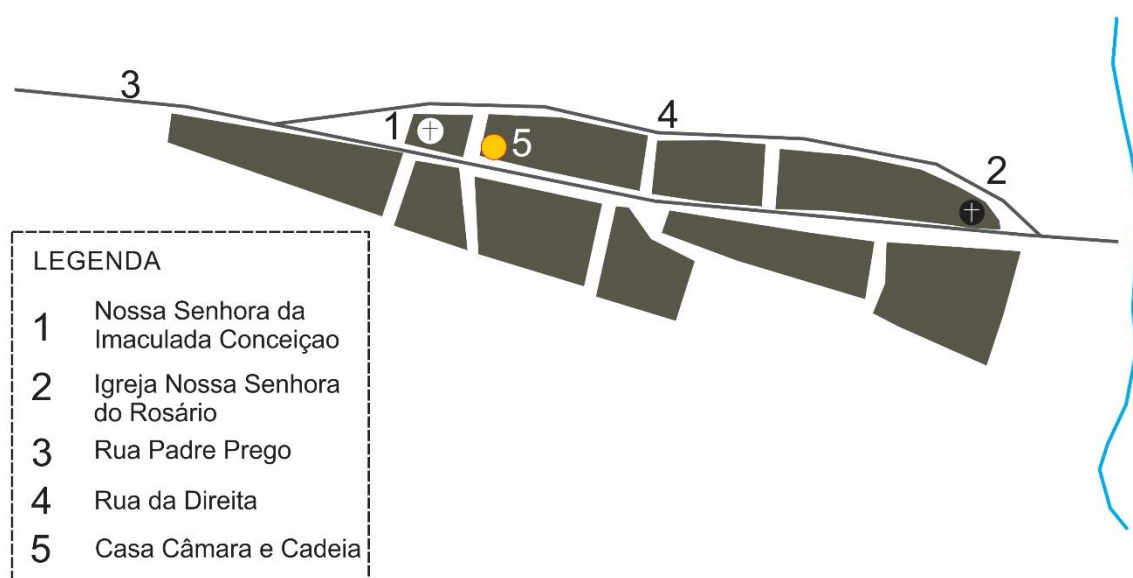 3
4
1
5
2
LEGENDA
1 Nossa Senhora da
Imaculada Conceiçao
2 Igreja Nossa Senhora
do Rosário
3 Rua Padre Prego
4 Rua da Direita
5 Casa Câmara e Cadeia